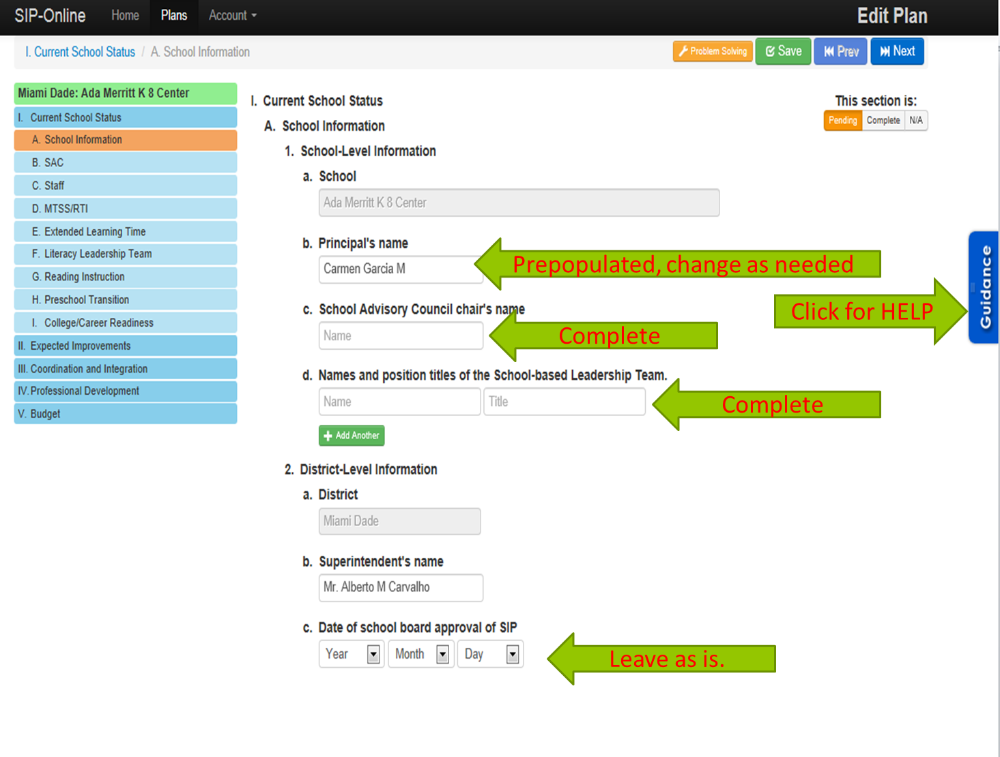 SIP-Online Home Plans Account Edit Plan
I. Current School Status / A. School Information Problem Solving Save Prev Next
Miami Dade: Ada Merritt K 8 Center
I. Current School Status
A. School Information
B. SAC
C. Staff
D. MTSS/RTI
E. Extended Learning Time
F. Literacy Leadership Team
G. Reading Instruction
H. Preschool Transition
I. College/Career Readiness
II. Expected Improvements
III. Coordination and Integration
IV. Professional Development
V. Budget
I. Current School Status
This section is:
Pending Complete N/A
A. School Information
1. School-Level Information
a. School
Ada Merritt K 8 Center
b. Principal's name
Carmen Garcia M
Prepopulated, change as needed
c. School Advisory Council chair's name
Name
Complete
Click for HELP
Guidance
d. Names and position titles of the School-based Leadership Team.
Name Title
Complete
Add Another
2. District-Level Information
a. District
Miami Dade
b. Superintendent's name
Mr. Alberto M Carvalho
c. Date of school board approval of SIP
Year Month Day
Leave as is.